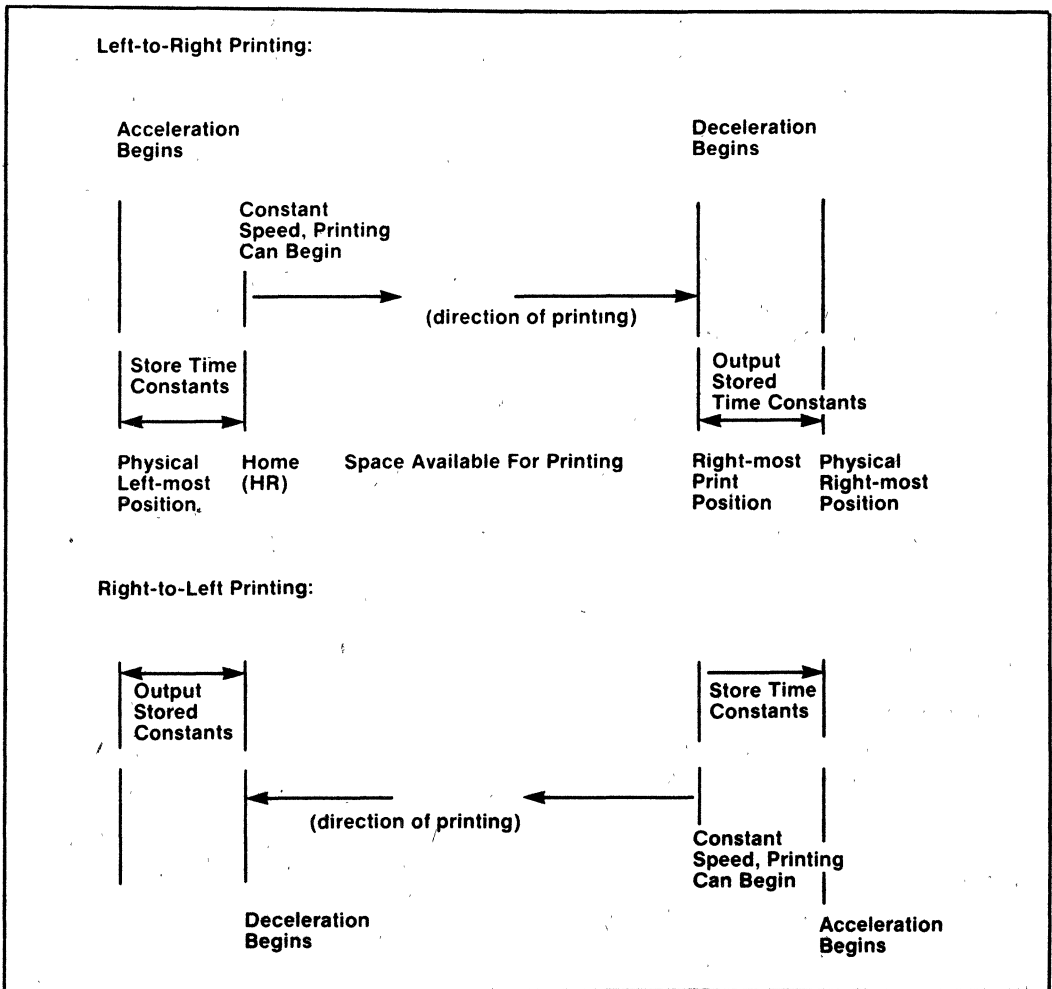 Left-to-Right Printing:
Acceleration
Begins
Deceleration
Begins
Constant
Speed, Printing
Can Begin
(direction of printing)
Store Time
Constants
Output
Stored
Time Constants
Physical
Left-most
Position
Home
(HR)
Space Available For Printing
Right-most
Print
Position
Physical
Right-most
Position
Right-to-Left Printing:
Output
Stored
Constants
Store Time
Constants
(direction of printing)
Constant
Speed, Printing
Can Begin
Deceleration
Begins
Acceleration
Begins